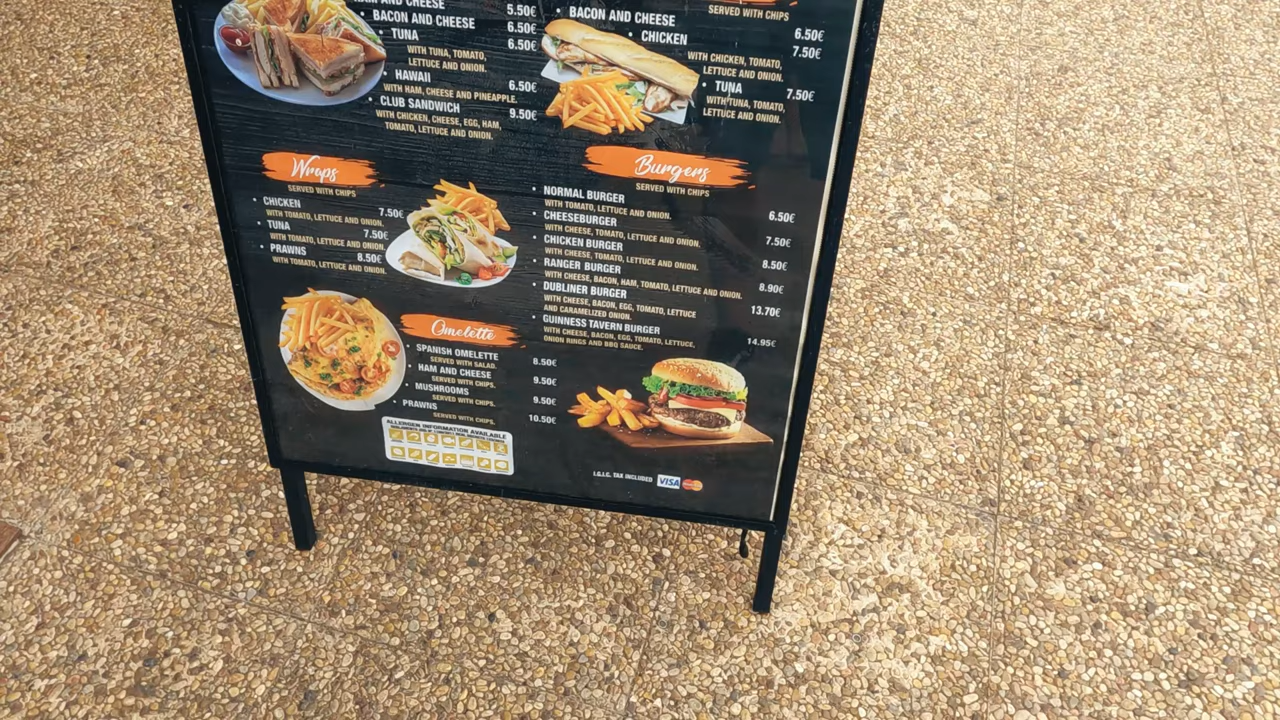 HAM AND CHEESE 5.50€
BACON AND CHEESE 6.50€
TUNA 6.50€
WITH TUNA, TOMATO,
LETTUCE AND ONION.
HAWAII 6.50€
WITH HAM, CHEESE AND PINEAPPLE.
CLUB SANDWICH 9.50€
WITH CHICKEN, CHEESE, EGG, HAM,
TOMATO, LETTUCE AND ONION.
SERVED WITH CHIPS
BACON AND CHEESE 6.50€
CHICKEN 7.50€
WITH CHICKEN, TOMATO,
LETTUCE AND ONION.
TUNA 7.50€
WITH TUNA, TOMATO,
LETTUCE AND ONION.
Wraps
SERVED WITH CHIPS
CHICKEN 7.50€
WITH TOMATO, LETTUCE AND ONION.
TUNA 7.50€
WITH TOMATO, LETTUCE AND ONION.
PRAWNS 8.50€
WITH TOMATO, LETTUCE AND ONION.
Burgers
SERVED WITH CHIPS
NORMAL BURGER 6.50€
WITH TOMATO, LETTUCE AND ONION.
CHEESEBURGER 7.50€
WITH CHEESE, TOMATO, LETTUCE AND ONION.
CHICKEN BURGER 8.50€
WITH CHEESE, TOMATO, LETTUCE AND ONION.
RANGER BURGER 8.90€
WITH CHEESE, BACON, HAM, TOMATO, LETTUCE AND ONION.
DUBLINER BURGER 13.70€
WITH CHEESE, BACON, EGG, TOMATO, LETTUCE
AND CARAMELIZED ONION.
GUINNESS TAVERN BURGER 14.95€
WITH CHEESE, BACON, EGG, TOMATO, LETTUCE,
ONION RINGS AND BBQ SAUCE.
Omelette
SPANISH OMELETTE 8.50€
SERVED WITH SALAD.
HAM AND CHEESE 9.50€
SERVED WITH CHIPS.
MUSHROOMS 9.50€
SERVED WITH CHIPS.
PRAWNS 10.50€
SERVED WITH CHIPS.
ALLERGEN INFORMATION AVAILABLE
I.G.I.C. TAX INCLUDED VISA